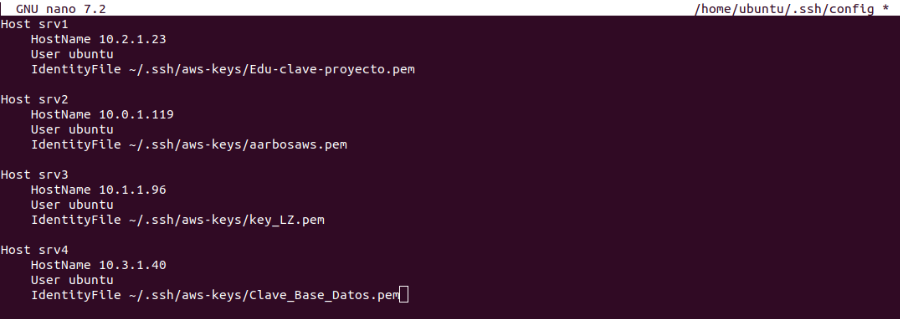 GNU nano 7.2 /home/ubuntu/.ssh/config *
Host srv1
    HostName 10.2.1.23
    User ubuntu
    IdentityFile ~/.ssh/aws-keys/Edu-clave-proyecto.pem

Host srv2
    HostName 10.0.1.119
    User ubuntu
    IdentityFile ~/.ssh/aws-keys/aarbosaws.pem

Host srv3
    HostName 10.1.1.96
    User ubuntu
    IdentityFile ~/.ssh/aws-keys/key_LZ.pem

Host srv4
    HostName 10.3.1.40
    User ubuntu
    IdentityFile ~/.ssh/aws-keys/Clave_Base_Datos.pem